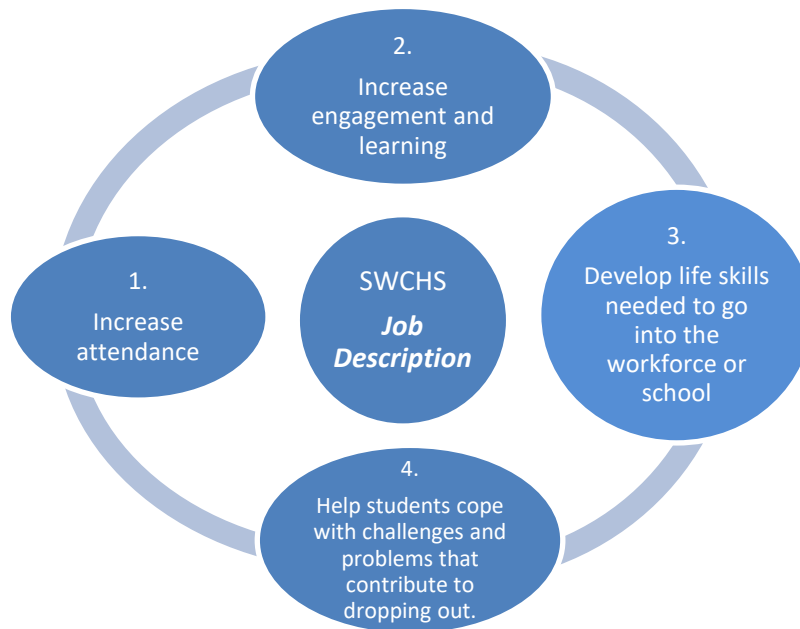 1.
Increase
attendance
2.
Increase
engagement and
learning
3.
Develop life skills
needed to go
into the
workforce or
school
4.
Help students cope
with challenges and
problems that
contribute to
dropping out.
SWCHS
Job
Description